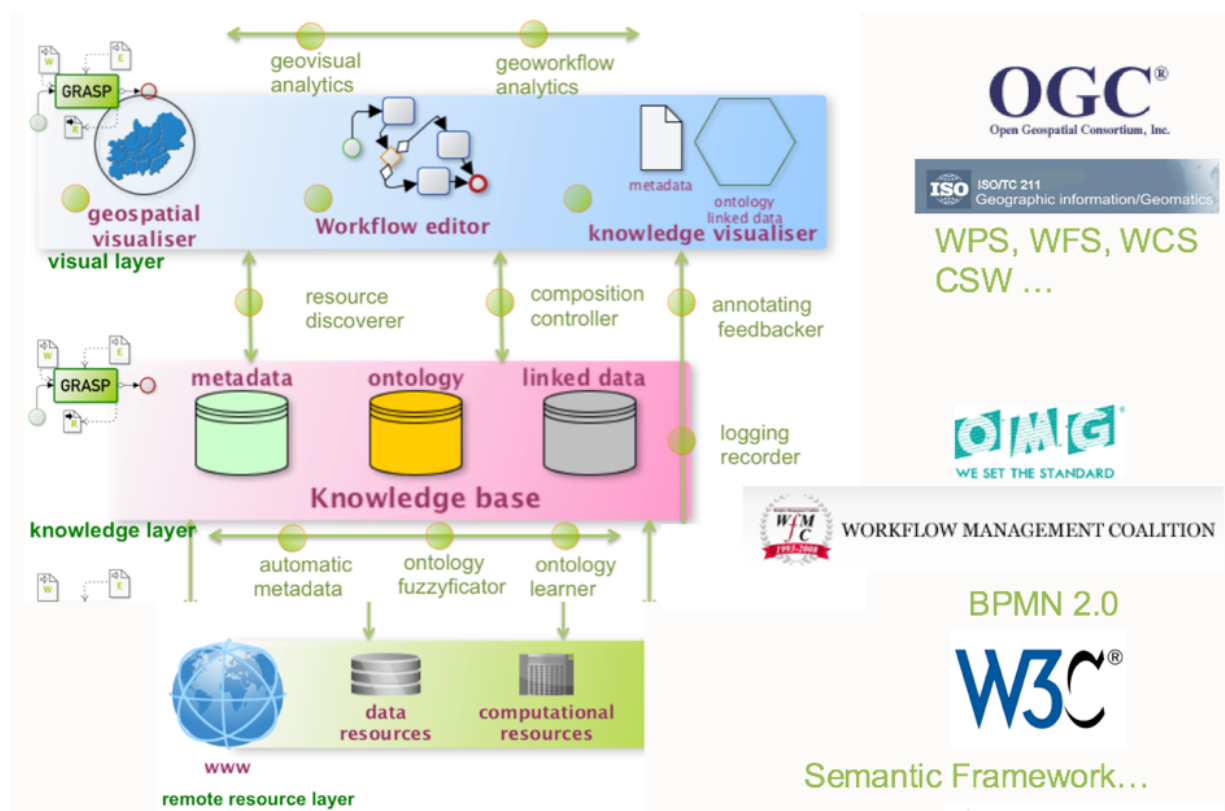 geovisual
analytics
geoworkflow
analytics
W
E
GRASP
R
metadata
ontology
linked data
geospatial
visualiser
Workflow editor
knowledge visualiser
visual layer
resource
discoverer
composition
controller
annotating
feedbacker
W
E
GRASP
R
metadata
ontology
linked data
Knowledge base
logging
recorder
knowledge layer
automatic
metadata
ontology
fuzzyficator
ontology
learner
W
E
data
resources
computational
resources
www
remote resource layer
OGC®
Open Geospatial Consortium, Inc.
ISO
ISO/TC 211
Geographic information/Geomatics
WPS, WFS, WCS
CSW ...
OMG®
WE SET THE STANDARD
WfMC
1993-2008
WORKFLOW MANAGEMENT COALITION
BPMN 2.0
W3C®
Semantic Framework...